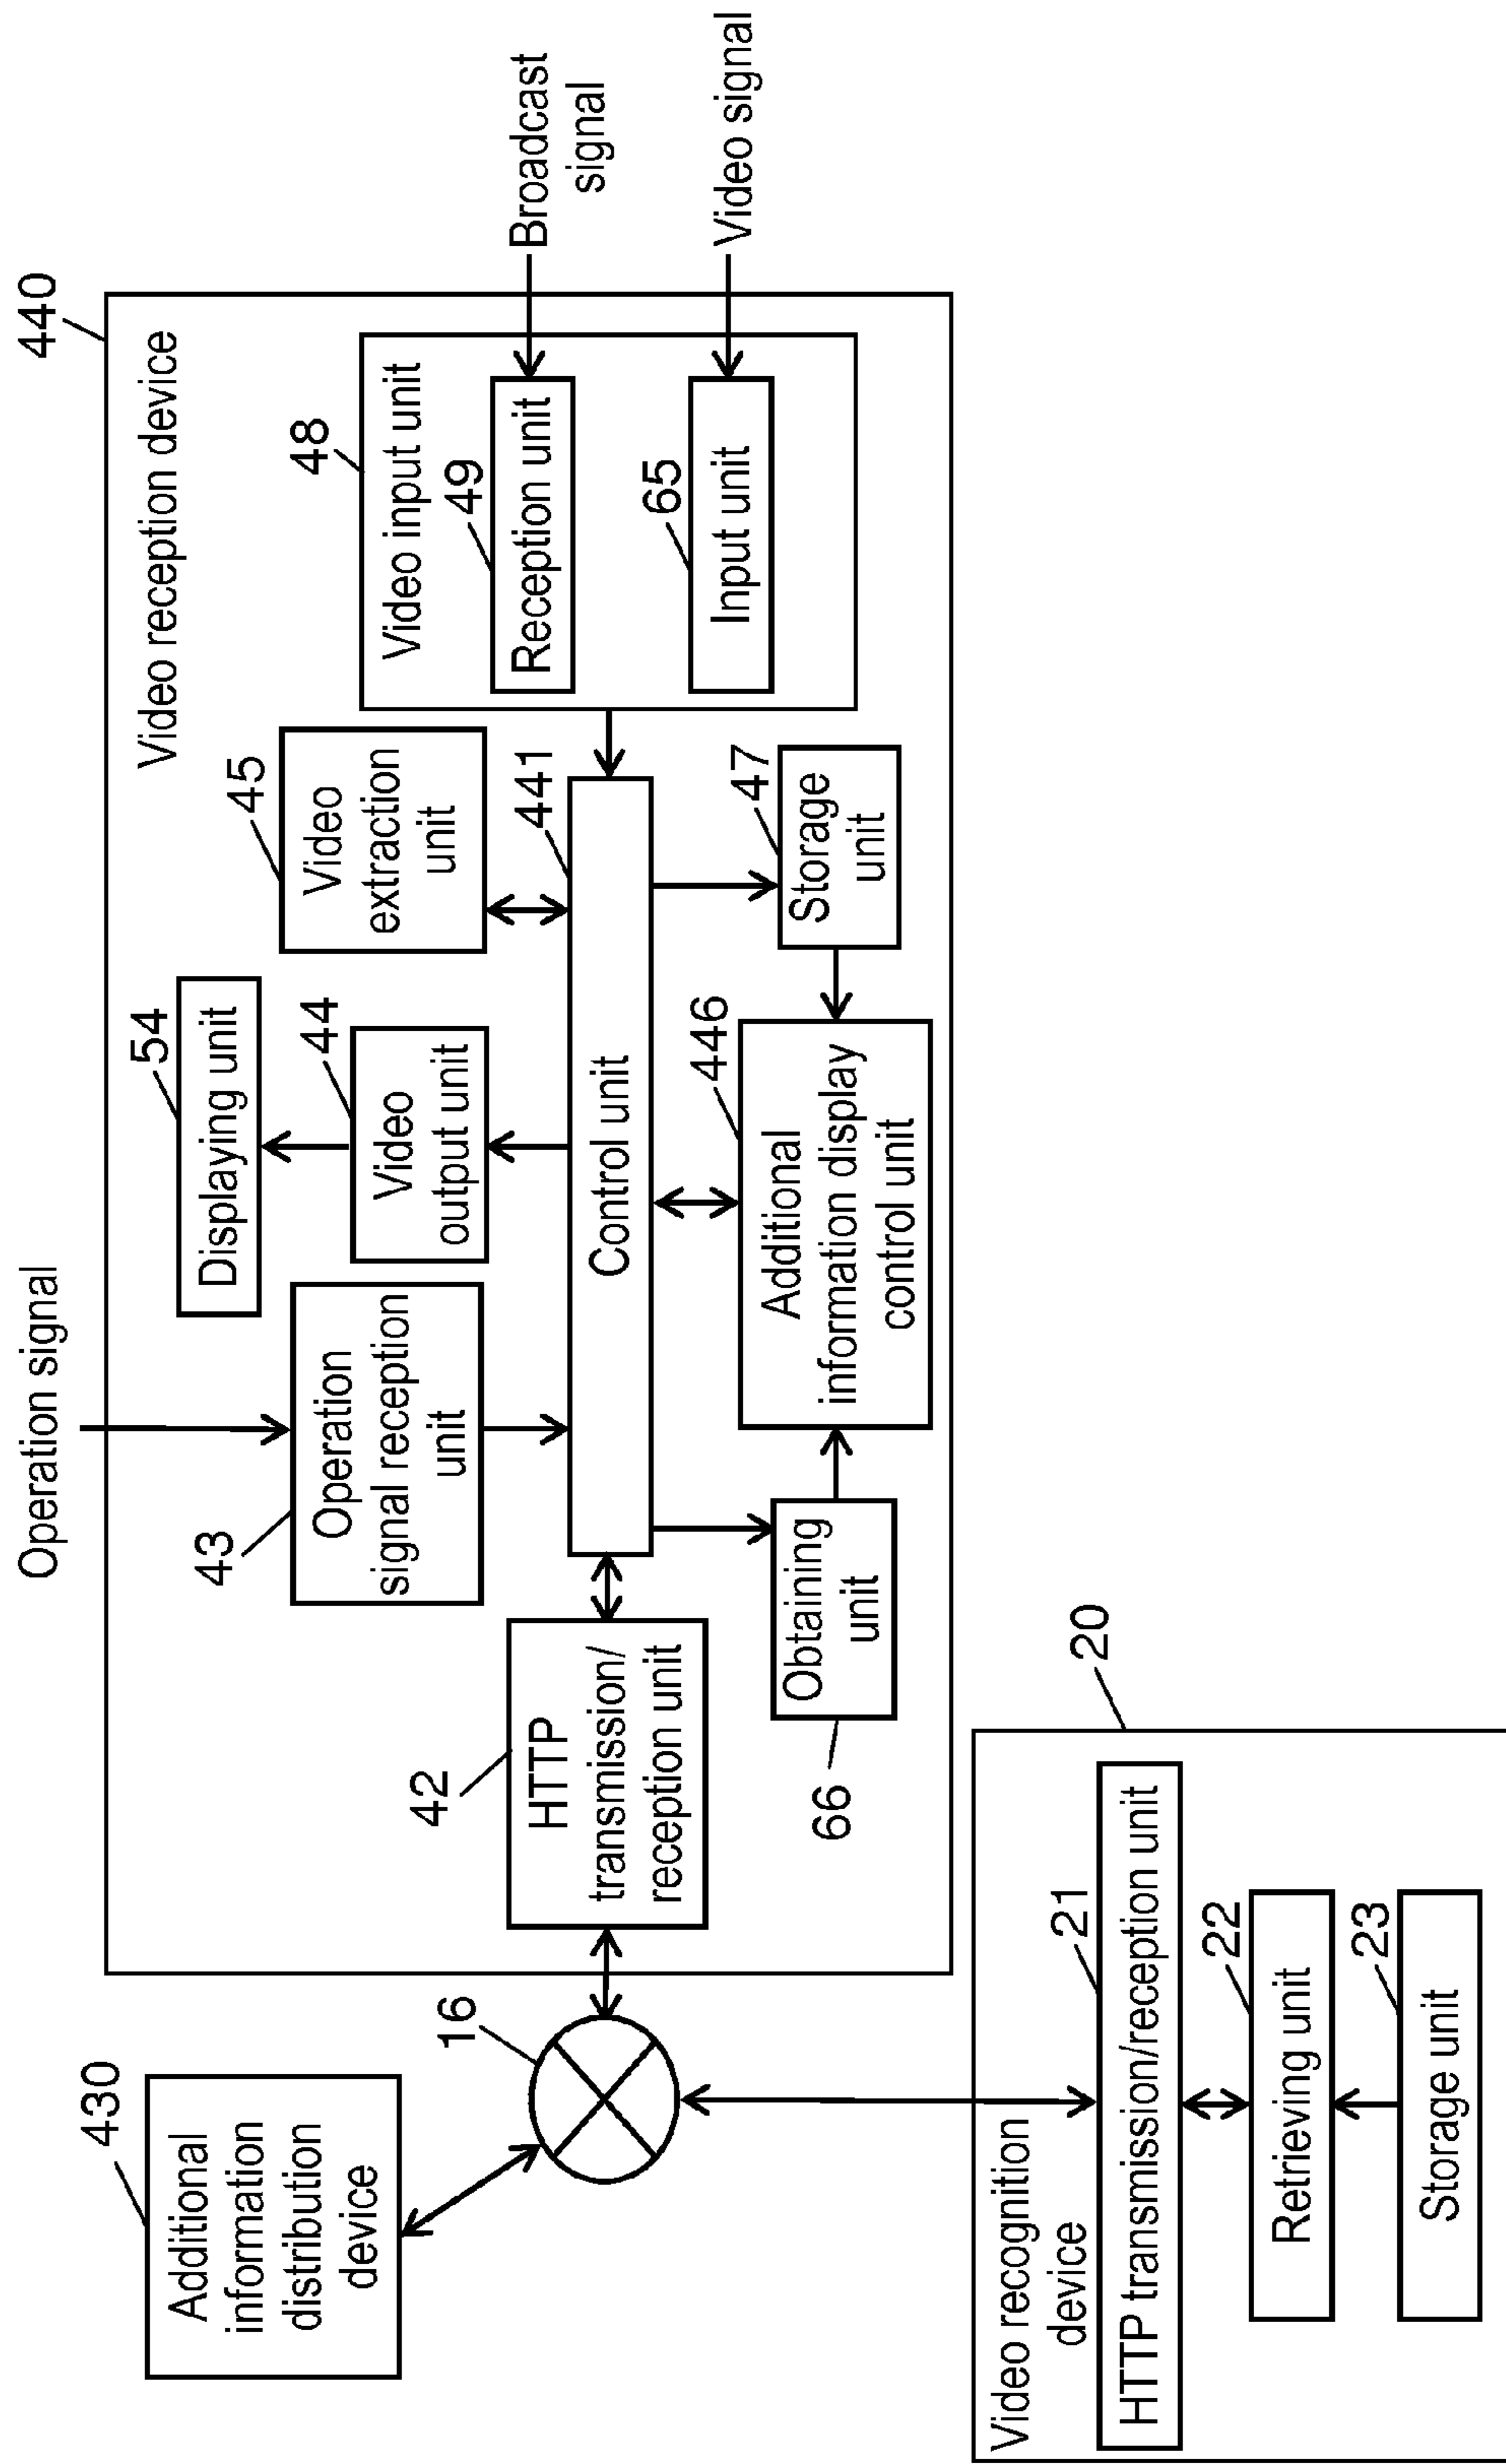 440
Video reception device
Operation signal
54
Displaying unit
43
Operation
signal reception
unit
44
Video
output unit
45
Video
extraction
unit
48
Video input unit
49
Reception unit
65
Input unit
Broadcast
signal
Video signal
42
HTTP
transmission/
reception unit
441
Control unit
66
Obtaining
unit
446
Additional
information display
control unit
47
Storage
unit
430
Additional
information
distribution
device
16
20
Video recognition
device
21
HTTP transmission/reception unit
22
Retrieving unit
23
Storage unit